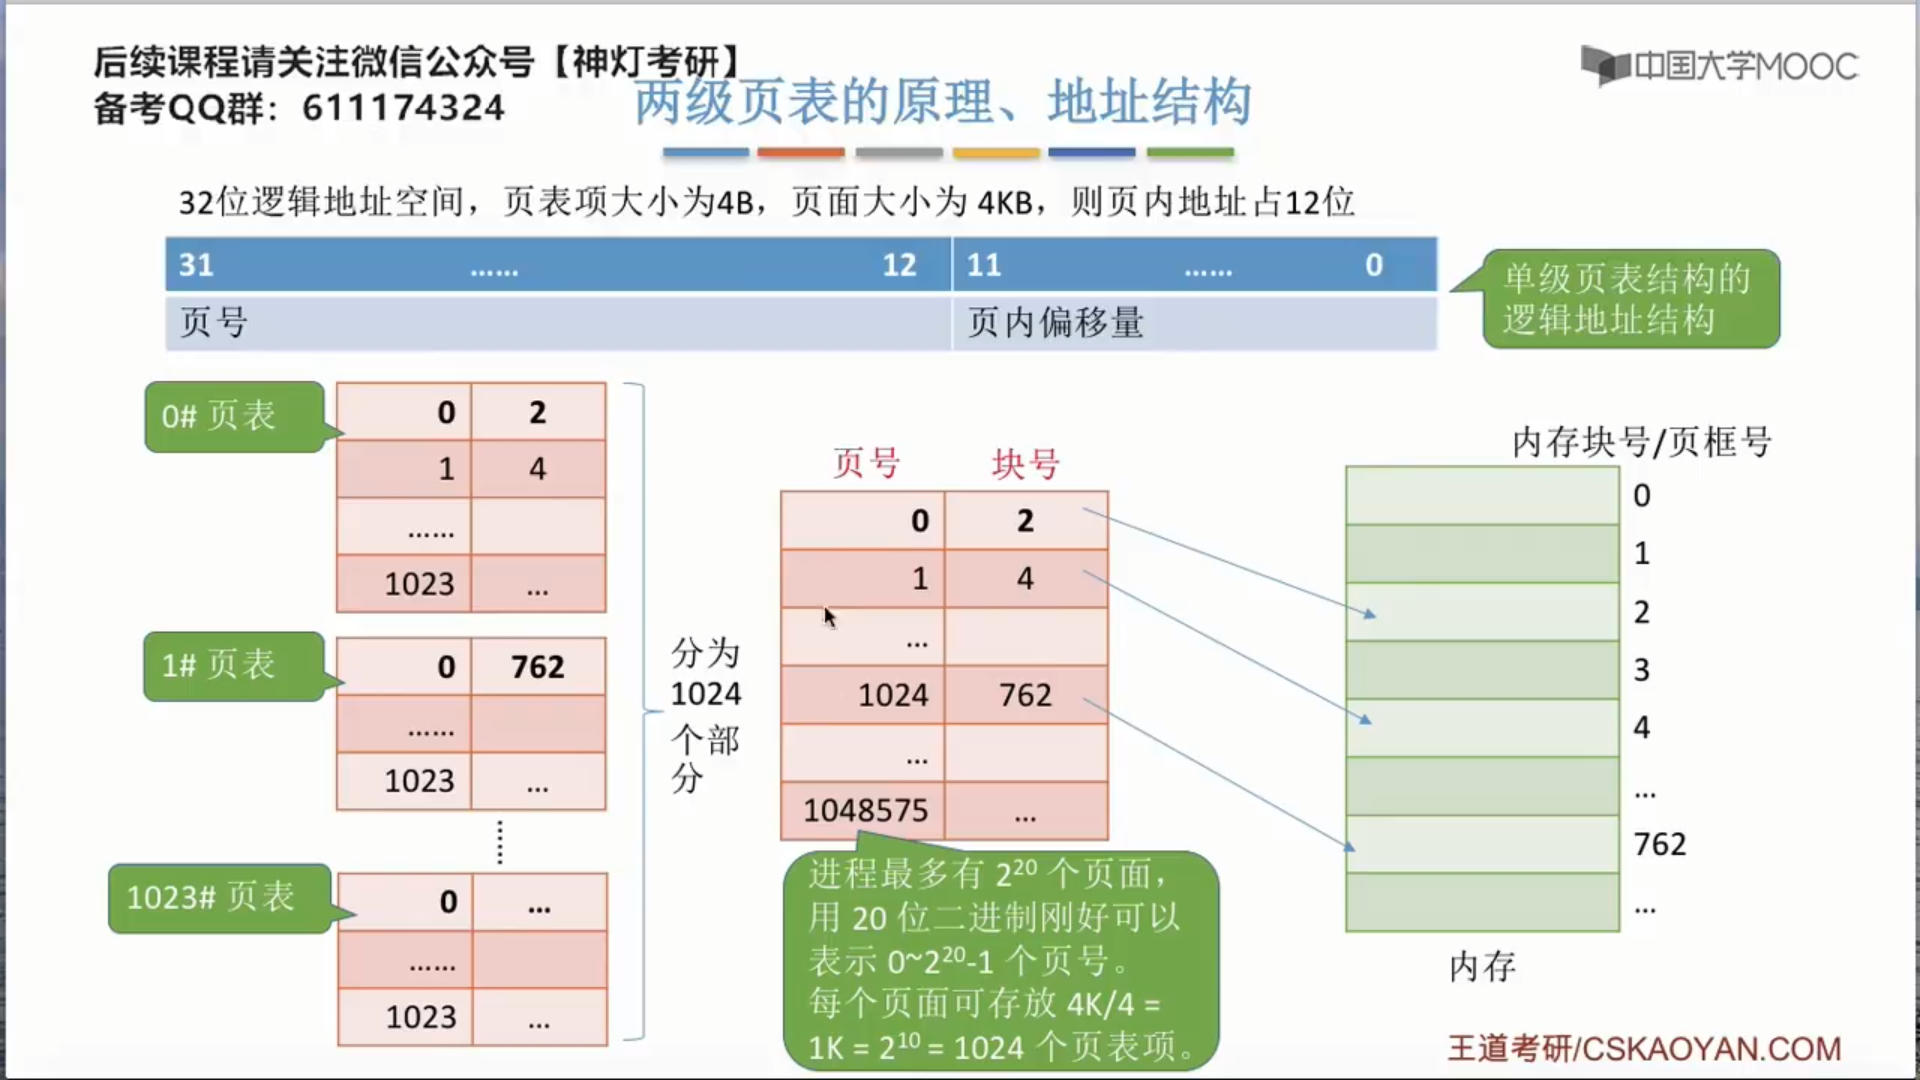 后续课程请关注微信公众号【神灯考研】
备考QQ群：611174324
中国大学MOOC
两级页表的原理、地址结构
32位逻辑地址空间，页表项大小为4B，页面大小为 4KB，则页内地址占12位
31 …… 12 11 …… 0
页号 页内偏移量
单级页表结构的
逻辑地址结构
0# 页表
0 2
1 4
……
1023 ...
1# 页表
0 762
……
1023 ...
1023# 页表
0 ...
……
1023 ...
分为
1024
个部
分
页号 块号
0 2
1 4
...
1024 762
...
1048575 ...
进程最多有 2²⁰ 个页面，
用 20 位二进制刚好可以
表示 0~2²⁰-1 个页号。
每个页面可存放 4K/4 =
1K = 2¹⁰ = 1024 个页表项。
内存块号/页框号
0
1
2
3
4
...
762
...
内存
王道考研/CSKAOYAN.COM